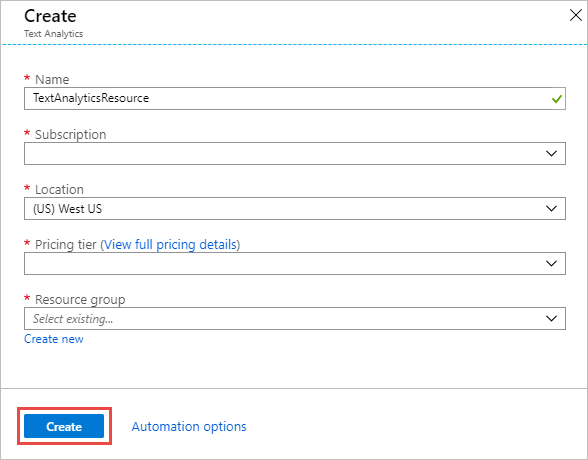 Create
Text Analytics
* Name
TextAnalyticsResource
* Subscription
* Location
(US) West US
* Pricing tier (View full pricing details)
* Resource group
Select existing...
Create new
Create
Automation options